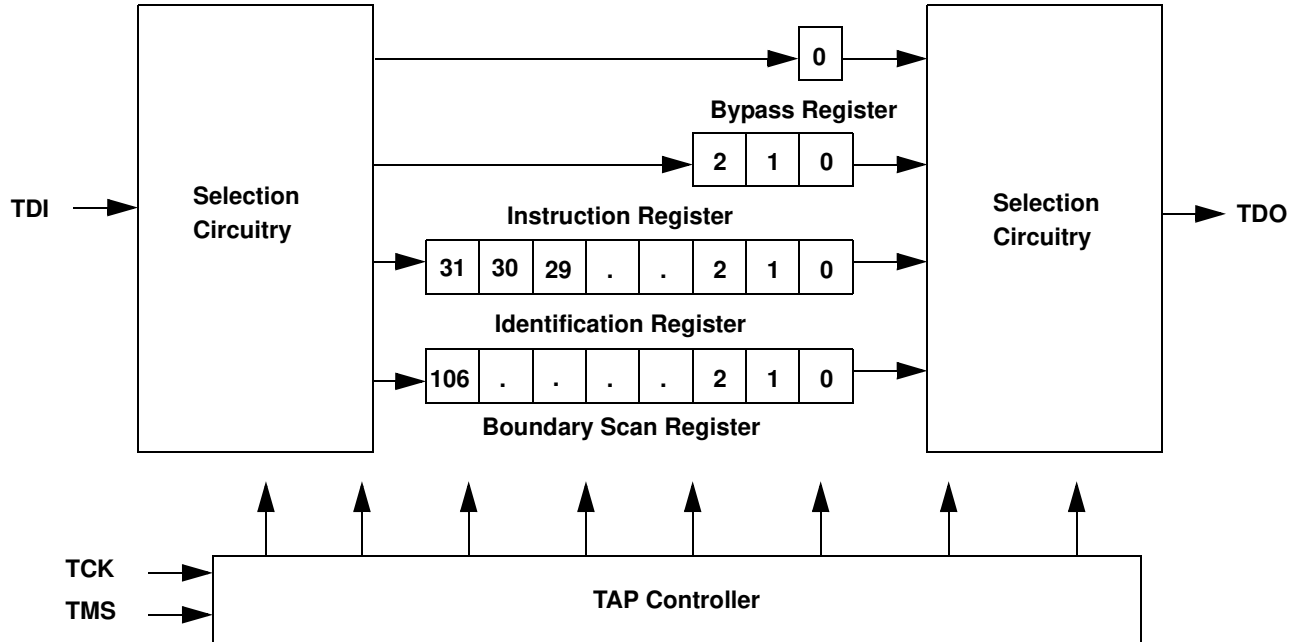 0
Bypass Register
2 1 0
Selection
Circuitry
TDI
Instruction Register
31 30 29 . . 2 1 0
Identification Register
106 . . . . 2 1 0
Boundary Scan Register
Selection
Circuitry
TDO
TCK
TMS
TAP Controller